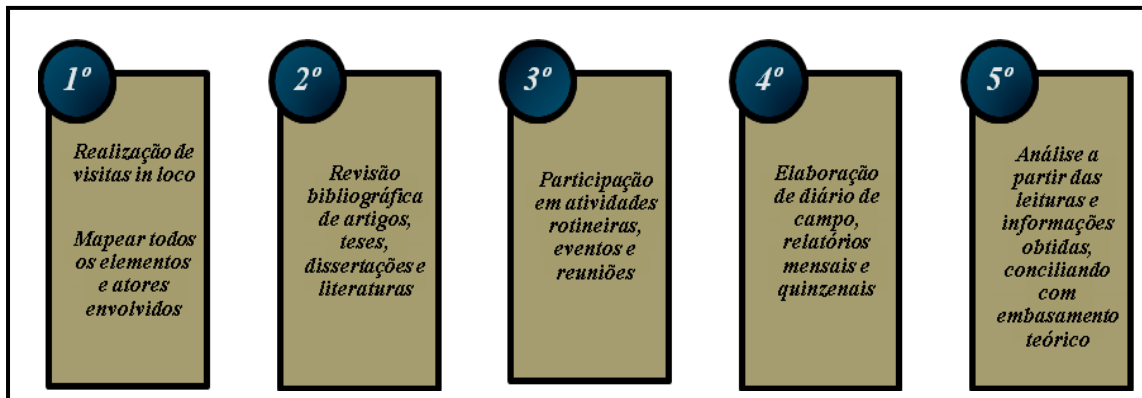 1º
Realização de
visitas in loco
Mapear todos
os elementos
e atores
envolvidos
2º
Revisão
bibliográfica
de artigos,
teses,
dissertações e
literaturas
3º
Participação
em atividades
rotineiras,
eventos e
reuniões
4º
Elaboração
de diário de
campo,
relatórios
mensais e
quinzenais
5º
Análise a
partir das
leituras e
informações
obtidas,
conciliando
com
embasamento
teórico